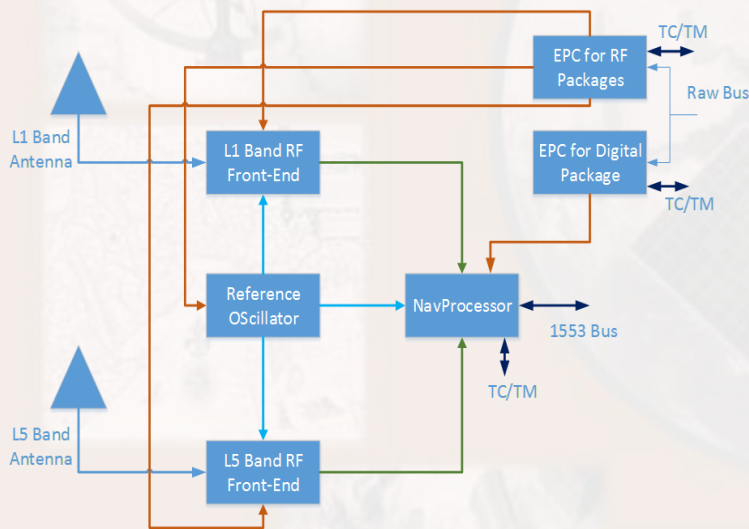 EPC for RF
Packages
TC/TM
Raw Bus
L1 Band
Antenna
L1 Band RF
Front-End
EPC for Digital
Package
TC/TM
Reference
OScillator
NavProcessor
1553 Bus
TC/TM
L5 Band
Antenna
L5 Band RF
Front-End